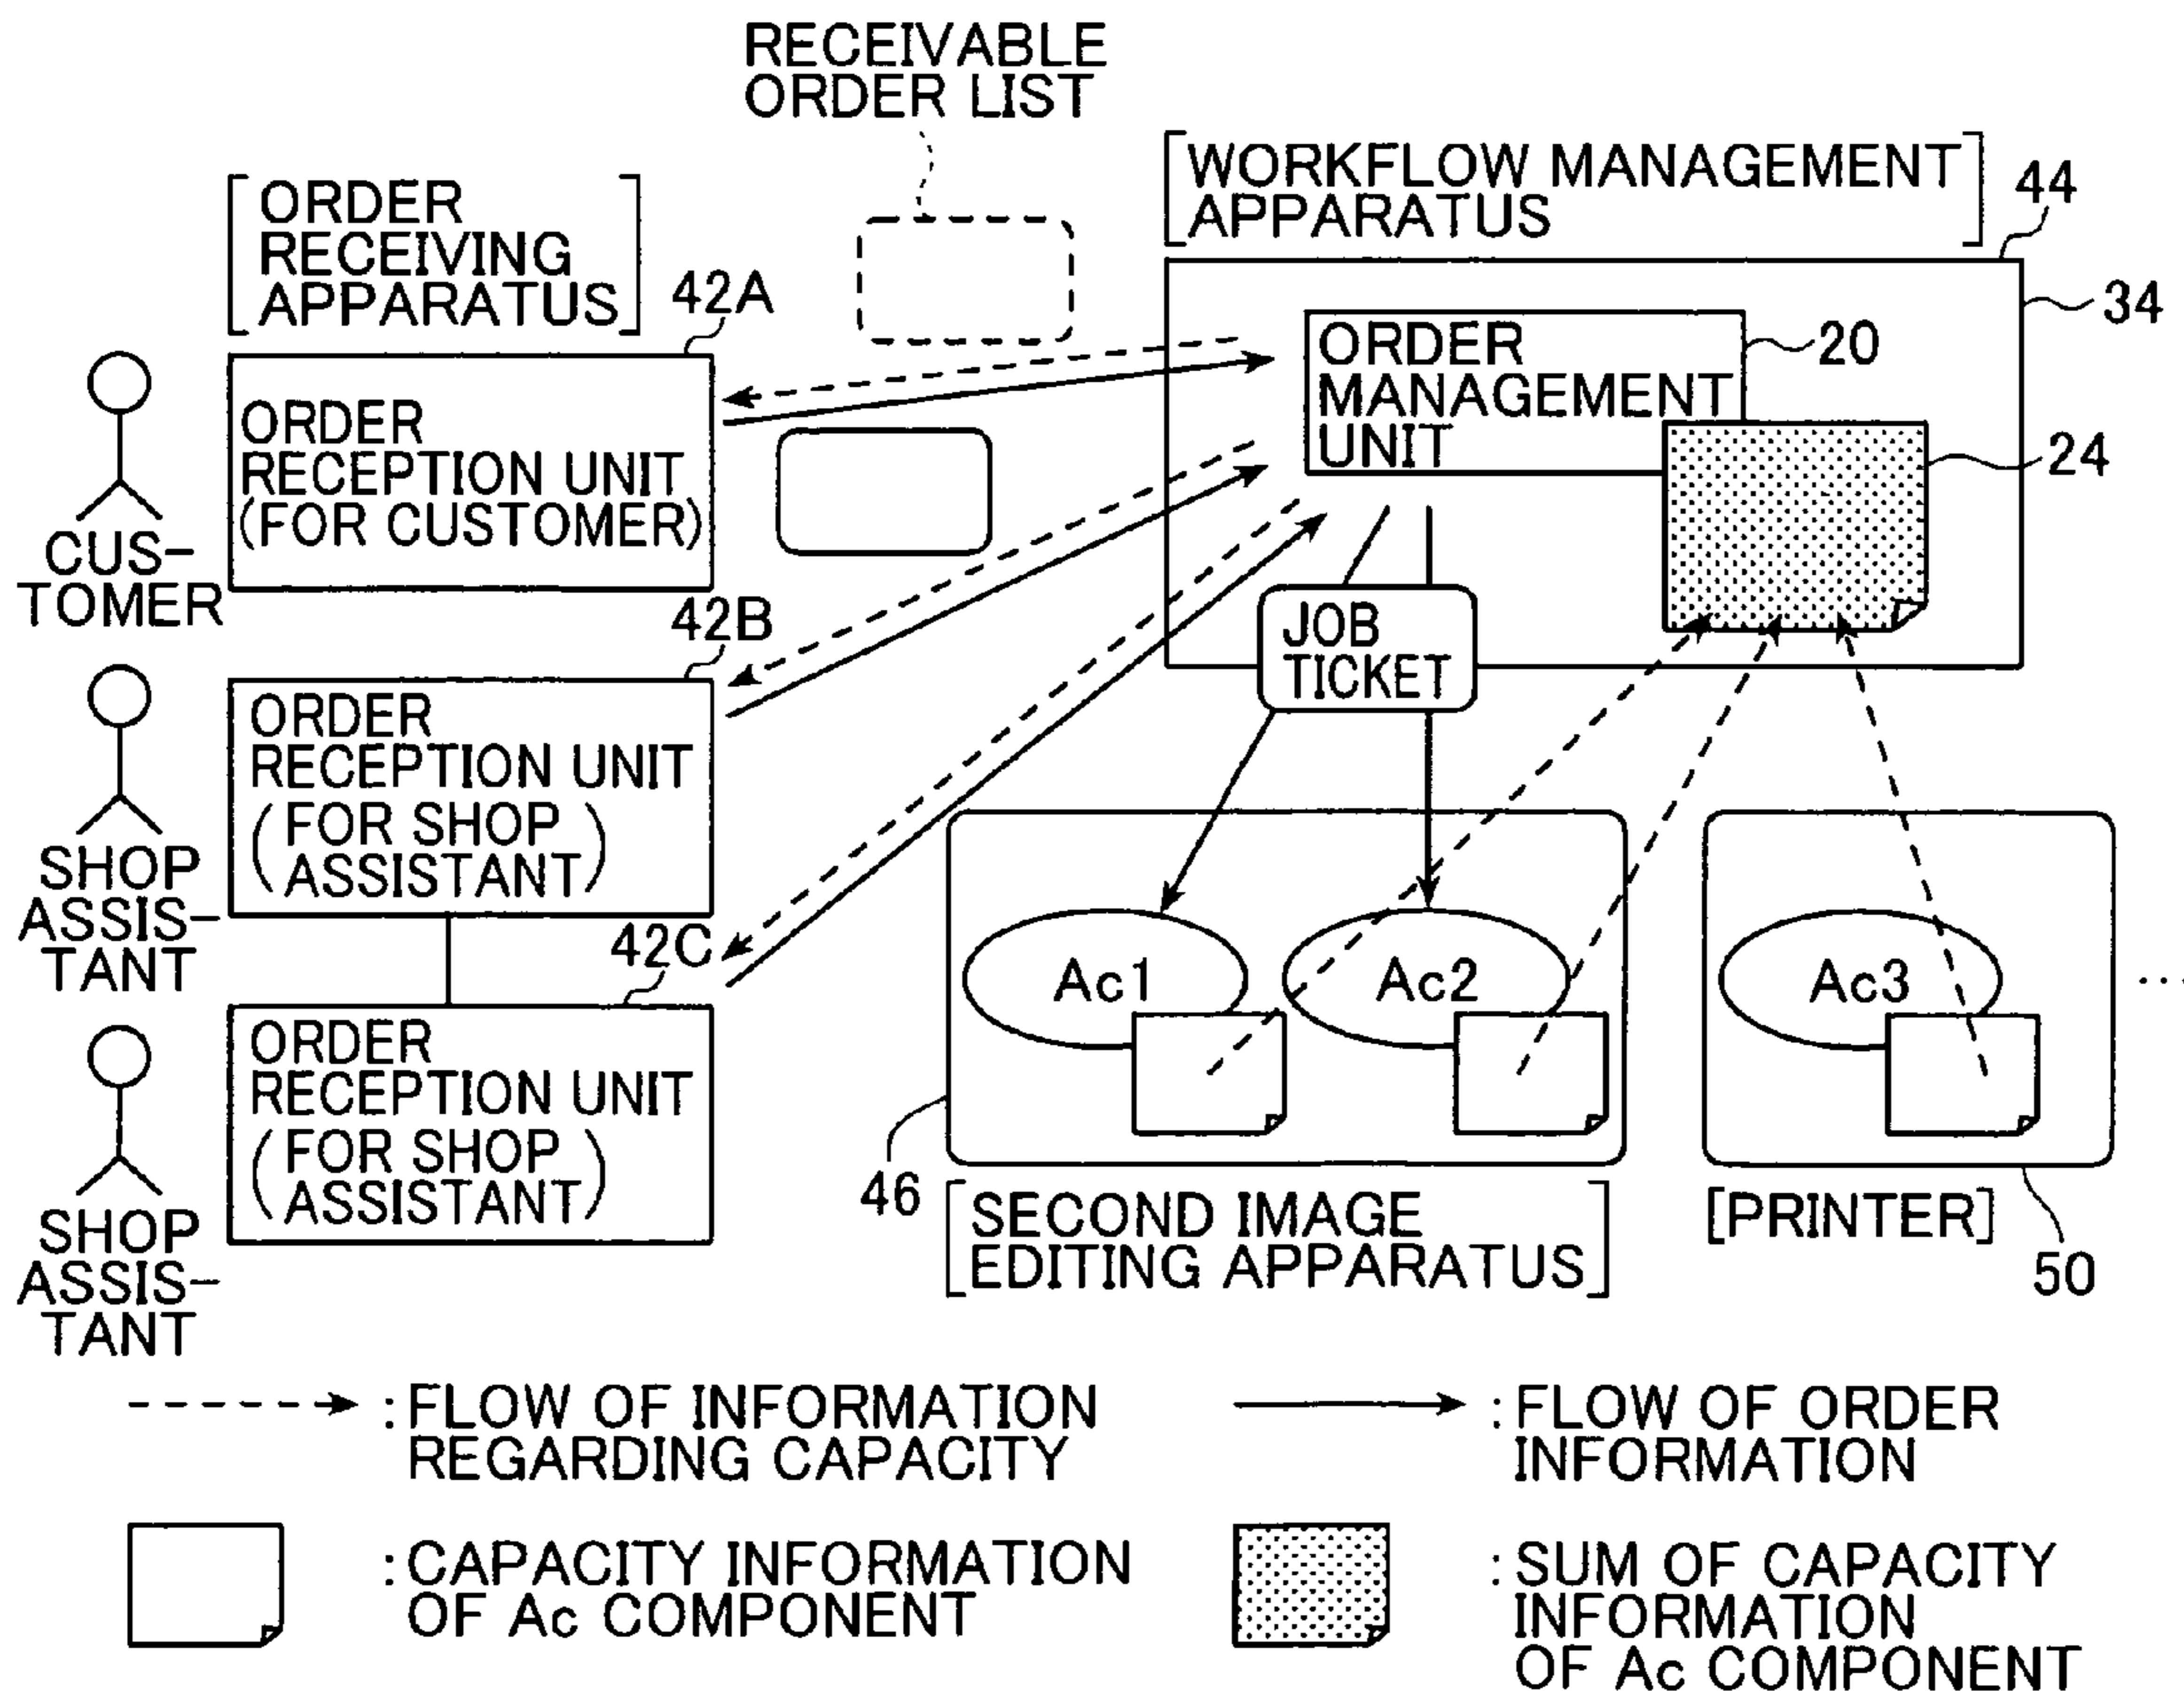 RECEIVABLE
ORDER LIST
[WORKFLOW MANAGEMENT
APPARATUS]
44
34
[ORDER
RECEIVING
APPARATUS]
42A
ORDER
MANAGEMENT
UNIT
20
24
ORDER
RECEPTION UNIT
(FOR CUSTOMER)
CUS-
TOMER
42B
JOB
TICKET
ORDER
RECEPTION UNIT
(FOR SHOP
ASSISTANT)
SHOP
ASSIS-
TANT
42C
Ac1
Ac2
Ac3
...
ORDER
RECEPTION UNIT
(FOR SHOP
ASSISTANT)
SHOP
ASSIS-
TANT
46
[SECOND IMAGE
EDITING APPARATUS]
[PRINTER]
50
:FLOW OF INFORMATION
REGARDING CAPACITY
:FLOW OF ORDER
INFORMATION
:CAPACITY INFORMATION
OF Ac COMPONENT
:SUM OF CAPACITY
INFORMATION
OF Ac COMPONENT